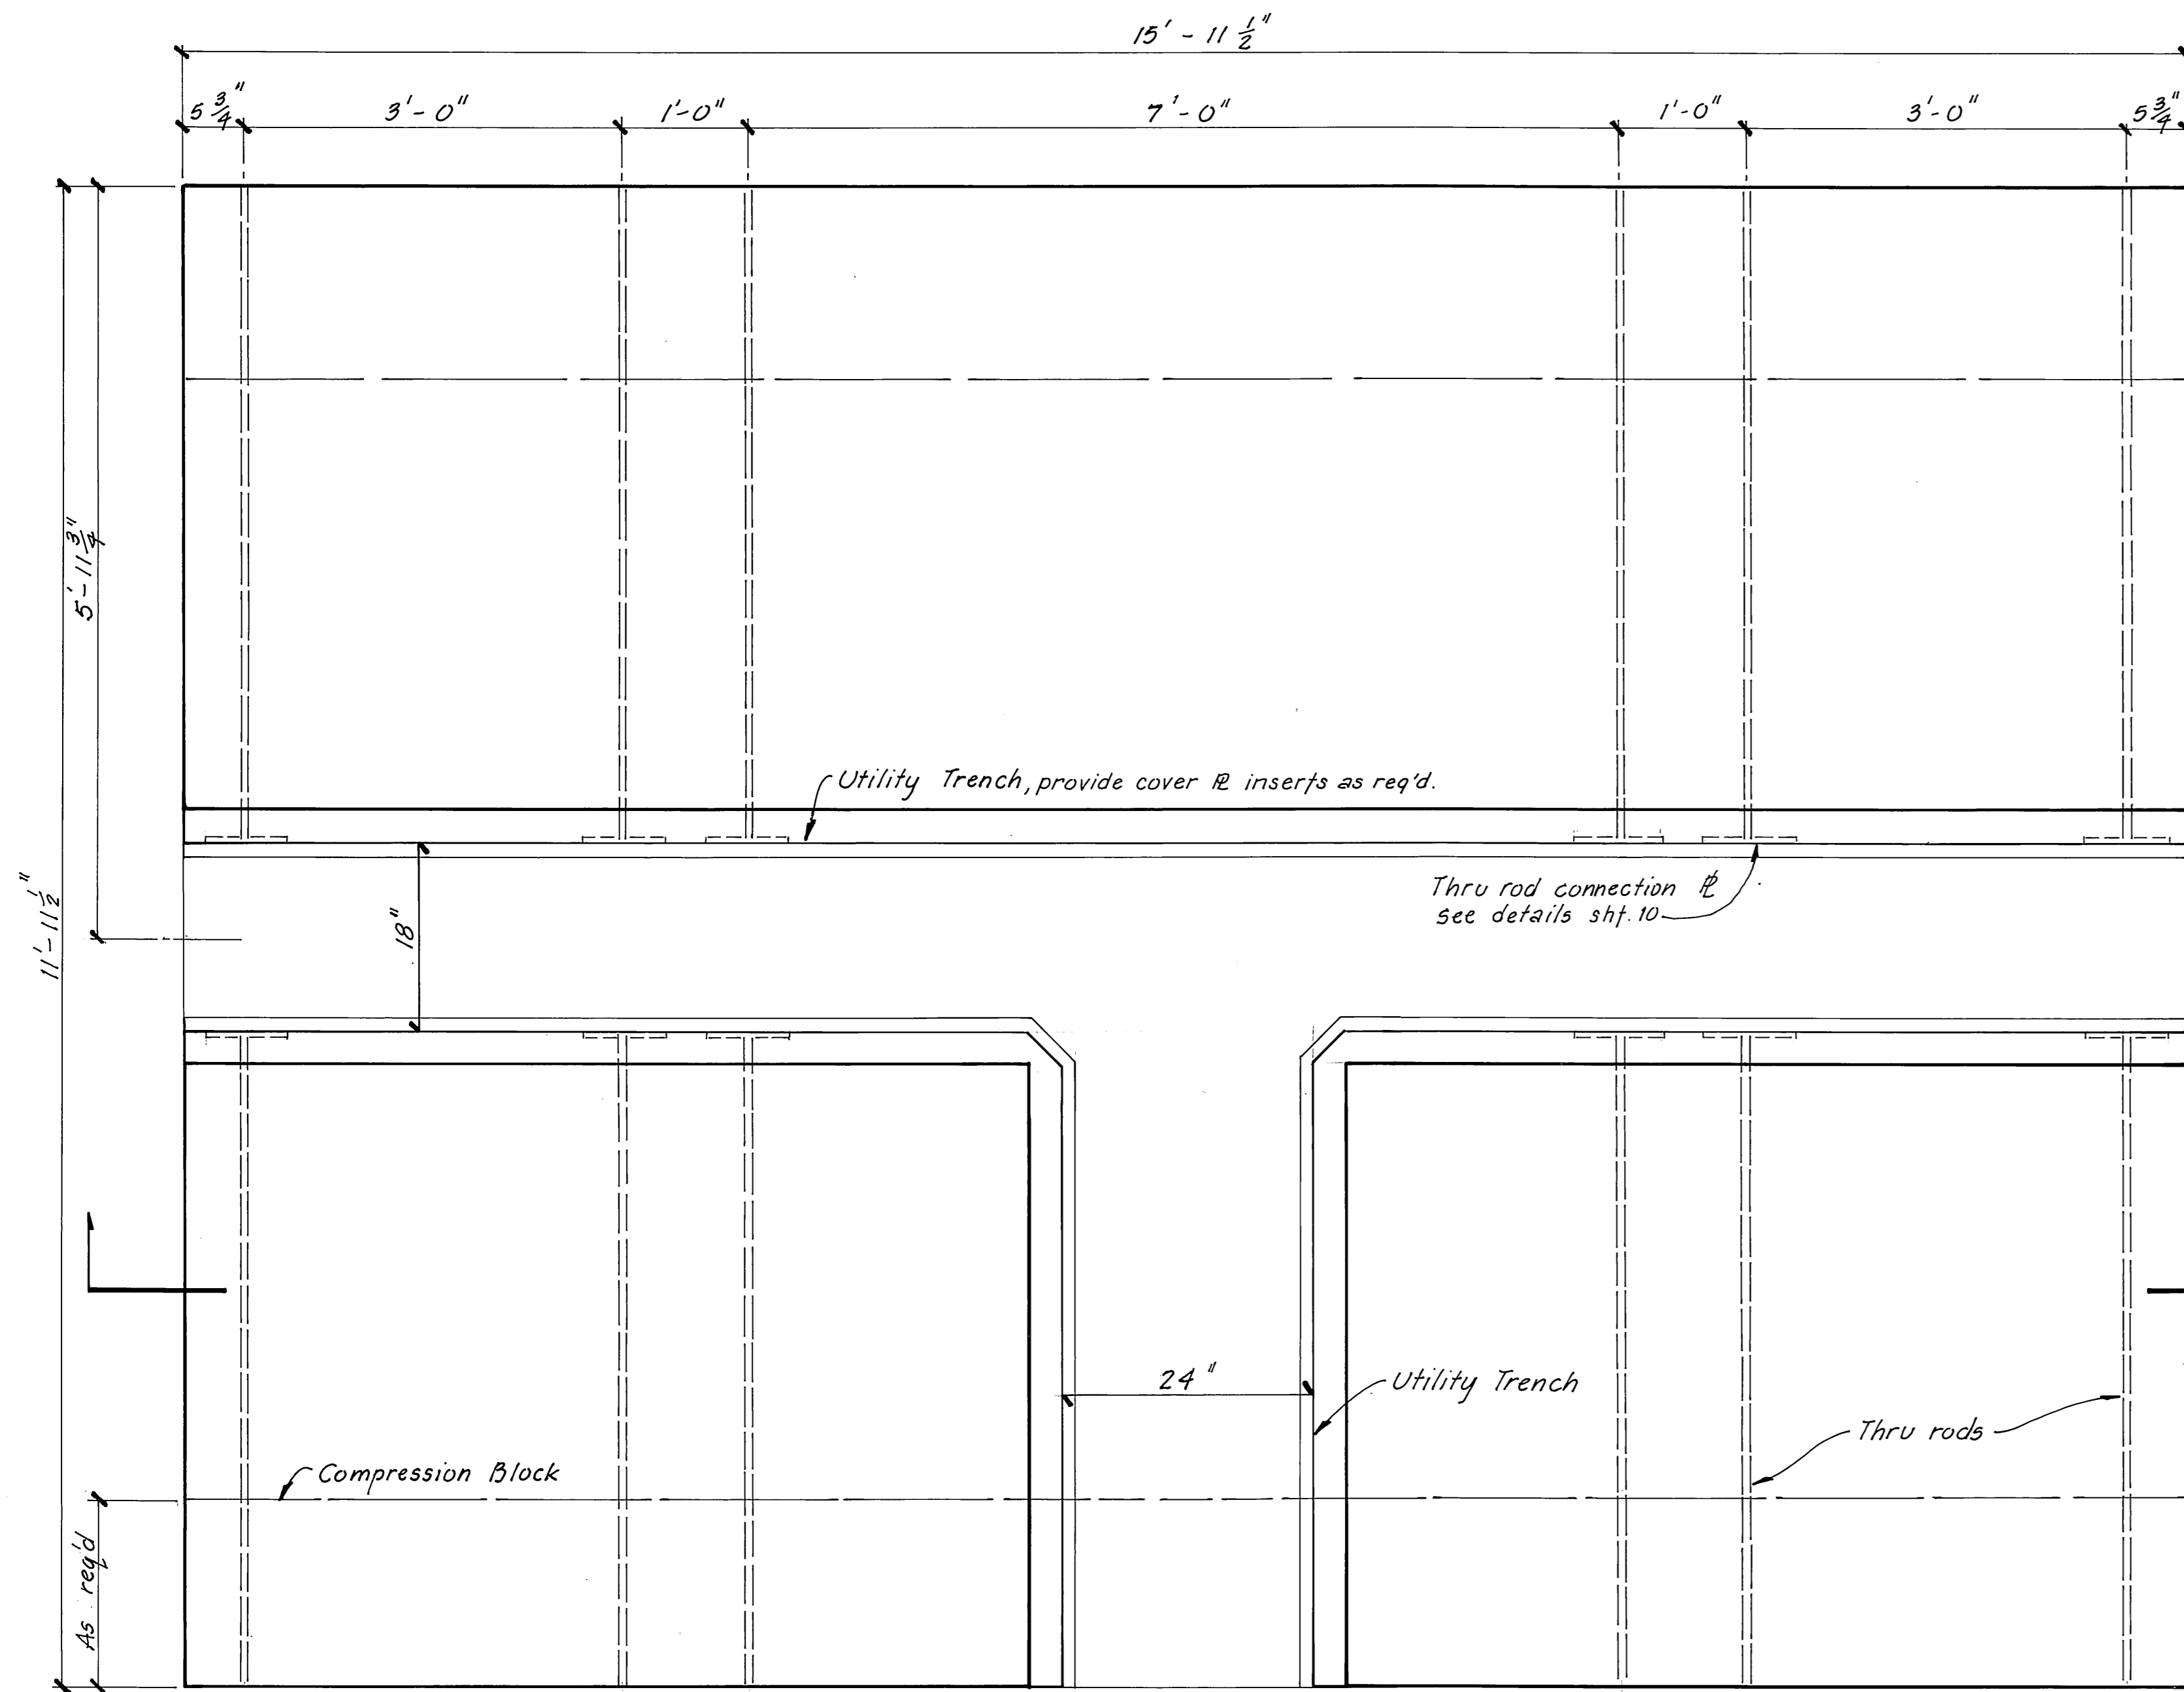 15' - 11 1/2"
5 3/4" 3'-0" 1'-0" 7'-0" 1'-0" 3'-0" 5 3/4"
5'-11 3/4"
Utility Trench, provide cover ℙL inserts as req'd.
11'-11 1/2"
18"
Thru rod connection ℙL
see details sht. 10
24"
Utility Trench
Thru rods
Compression Block
As req'd